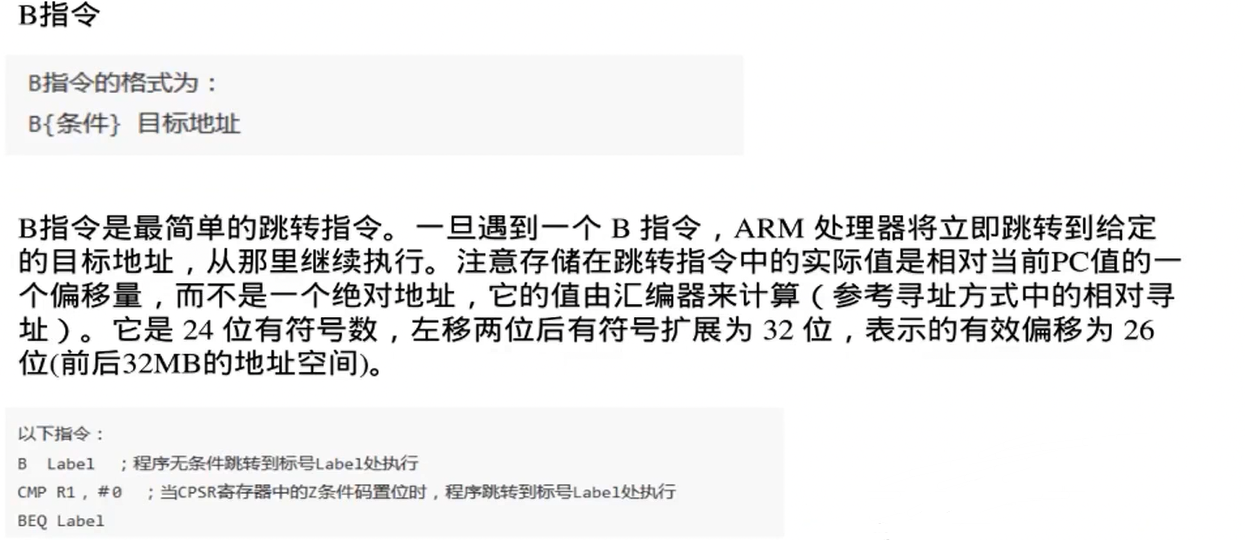 B指令
B指令的格式为：
B{条件} 目标地址
B指令是最简单的跳转指令。一旦遇到一个 B 指令，ARM 处理器将立即跳转到给定
的目标地址，从那里继续执行。注意存储在跳转指令中的实际值是相对当前PC值的一
个偏移量，而不是一个绝对地址，它的值由汇编器来计算（参考寻址方式中的相对寻
址）。它是 24 位有符号数，左移两位后有符号扩展为 32 位，表示的有效偏移为 26
位(前后32MB的地址空间)。
以下指令：
B  Label  ；程序无条件跳转到标号Label处执行
CMP R1，＃0  ；当CPSR寄存器中的Z条件码置位时，程序跳转到标号Label处执行
BEQ Label